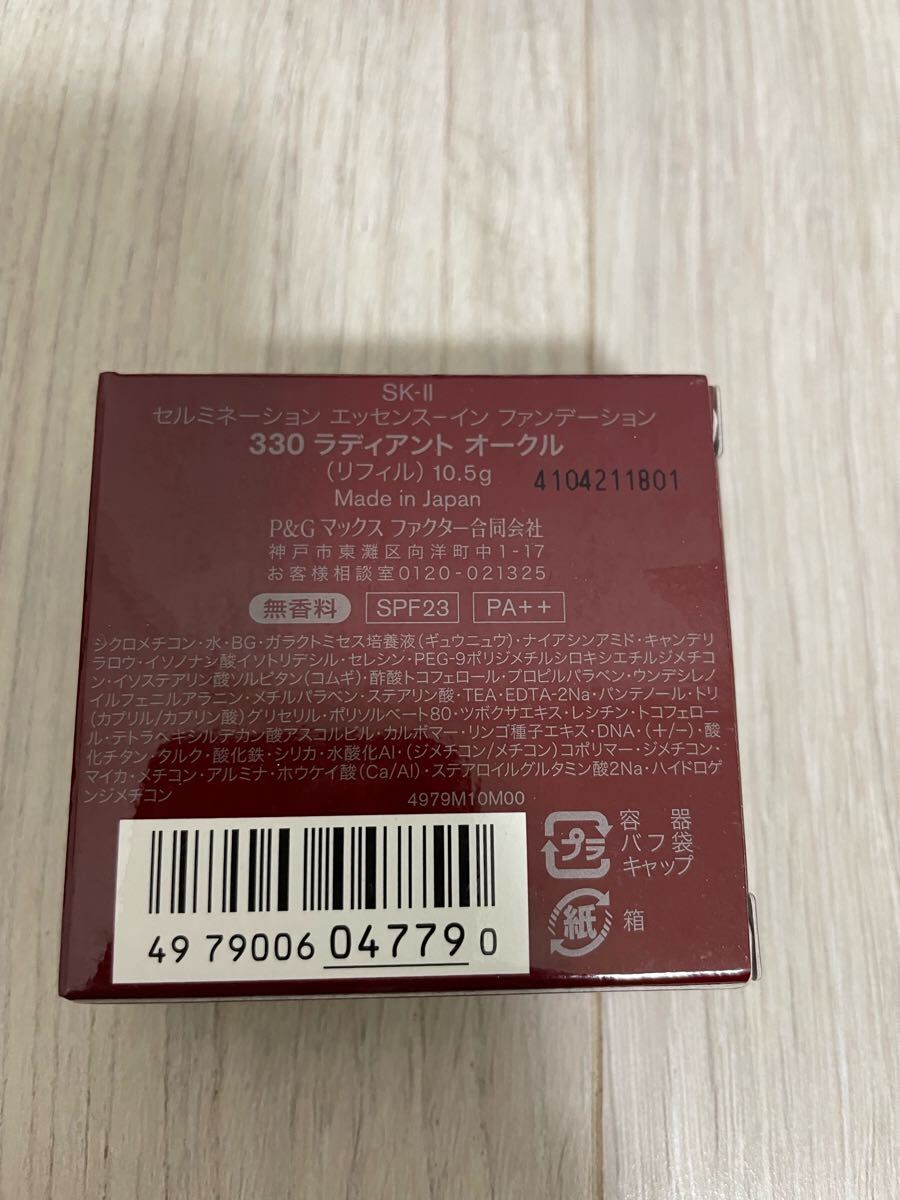 SK-II
セルミネーション エッセンス-イン ファンデーション
330 ラディアント オークル
(リフィル) 10.5g
4104211801
Made in Japan
P&G マックス ファクター合同会社
神戸市東灘区向洋町中1-17
お客様相談室0120-021325
無香料 SPF23 PA++
シクロメチコン・水・BG・ガラクトミセス培養液(ギュウニュウ)・ナイアシンアミド・キャンデリ
ラロウ・イソノナン酸イソトリデシル・セレシン・PEG-9ポリジメチルシロキシエチルジメチコ
ン・イソステアリン酸ソルビタン(コムギ)・酢酸トコフェロール・プロピルパラベン・ウンデシレノ
イルフェニルアラニン・メチルパラベン・ステアリン酸・TEA・EDTA-2Na・パンテノール・トリ
(カプリル/カプリン酸)グリセリル・ポリソルベート80・ツボクサエキス・レシチン・トコフェロー
ル・テトラヘキシルデカン酸アスコルビル・カルボマー・リンゴ種子エキス・DNA・(+/-)・酸
化チタン・タルク・酸化鉄・シリカ・水酸化Al・(ジメチコン/メチコン)コポリマー・ジメチコン・
マイカ・メチコン・アルミナ・ホウケイ酸(Ca/Al)・ステアロイルグルタミン酸2Na・ハイドロゲ
ンジメチコン
4979M10M00
プラ
容器
パフ袋
キャップ
紙
箱
49 79006 04779 0